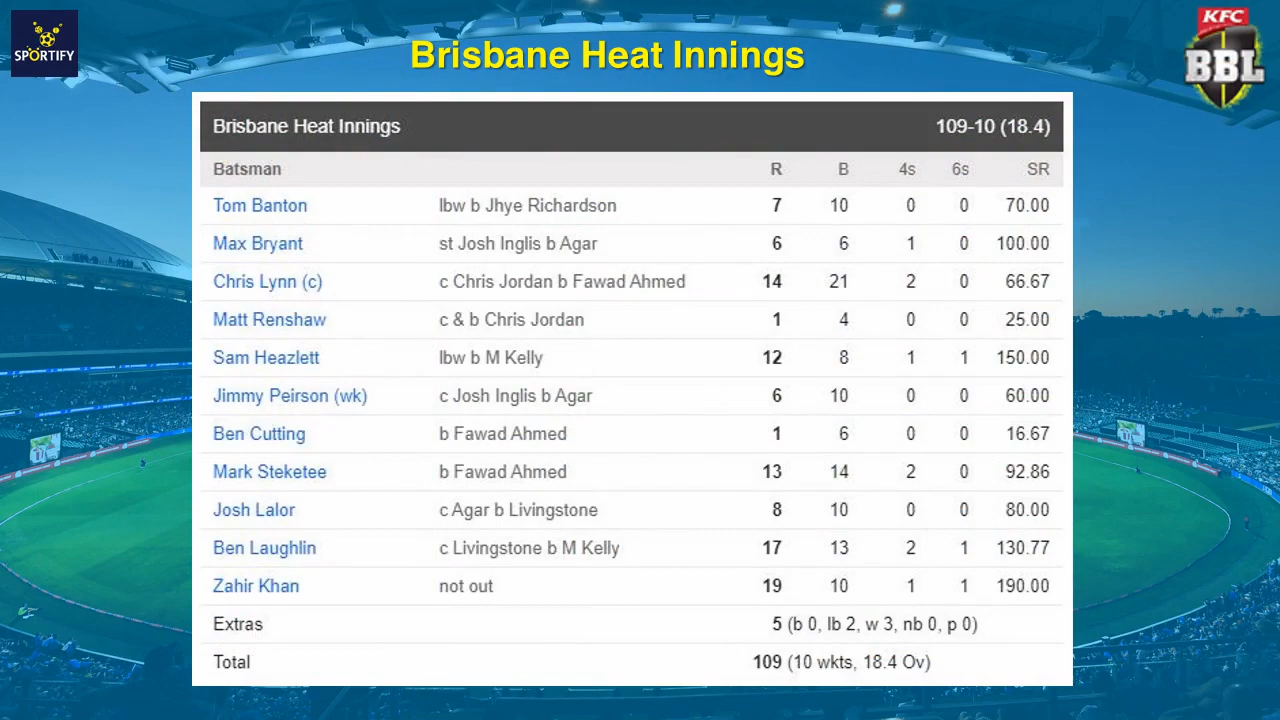 SPORTIFY
Brisbane Heat Innings
KFC
BBL
Brisbane Heat Innings 109-10 (18.4)
Batsman R B 4s 6s SR
Tom Banton lbw b Jhye Richardson 7 10 0 0 70.00
Max Bryant st Josh Inglis b Agar 6 6 1 0 100.00
Chris Lynn (c) c Chris Jordan b Fawad Ahmed 14 21 2 0 66.67
Matt Renshaw c & b Chris Jordan 1 4 0 0 25.00
Sam Heazlett lbw b M Kelly 12 8 1 1 150.00
Jimmy Peirson (wk) c Josh Inglis b Agar 6 10 0 0 60.00
Ben Cutting b Fawad Ahmed 1 6 0 0 16.67
Mark Steketee b Fawad Ahmed 13 14 2 0 92.86
Josh Lalor c Agar b Livingstone 8 10 0 0 80.00
Ben Laughlin c Livingstone b M Kelly 17 13 2 1 130.77
Zahir Khan not out 19 10 1 1 190.00
Extras 5 (b 0, lb 2, w 3, nb 0, p 0)
Total 109 (10 wkts, 18.4 Ov)